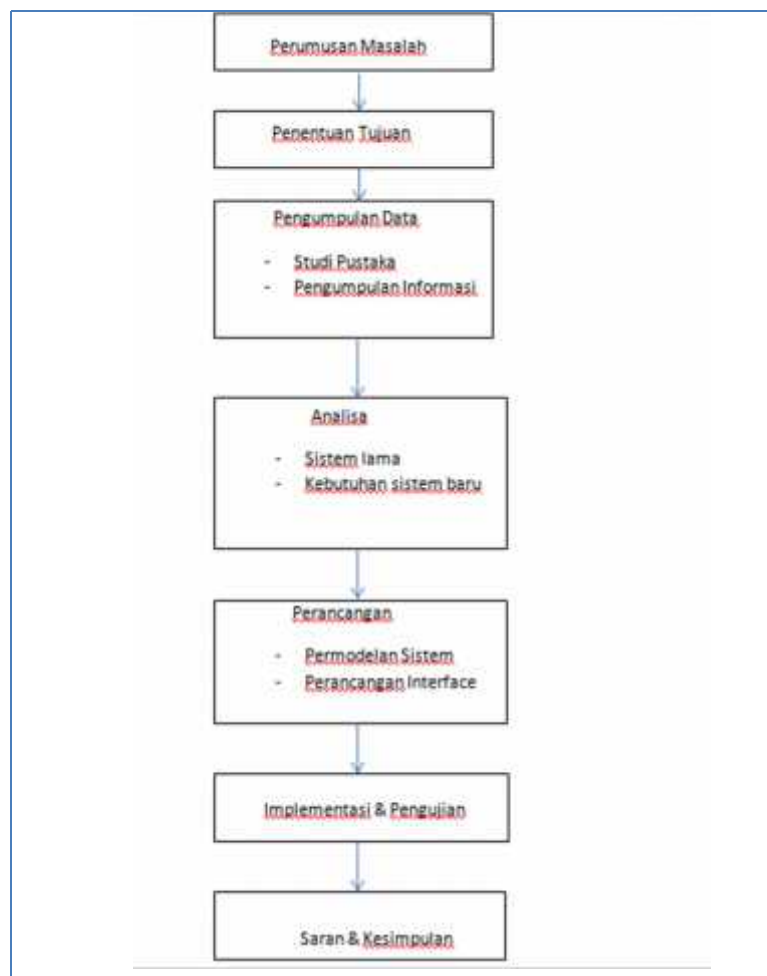 Perumusan Masalah
Penentuan Tujuan
Pengumpulan Data
- Studi Pustaka
- Pengumpulan Informasi
Analisa
- Sistem lama
- Kebutuhan sistem baru
Perancangan
- Permodelan Sistem
- Perancangan Interface
Implementasi & Pengujian
Saran & Kesimpulan